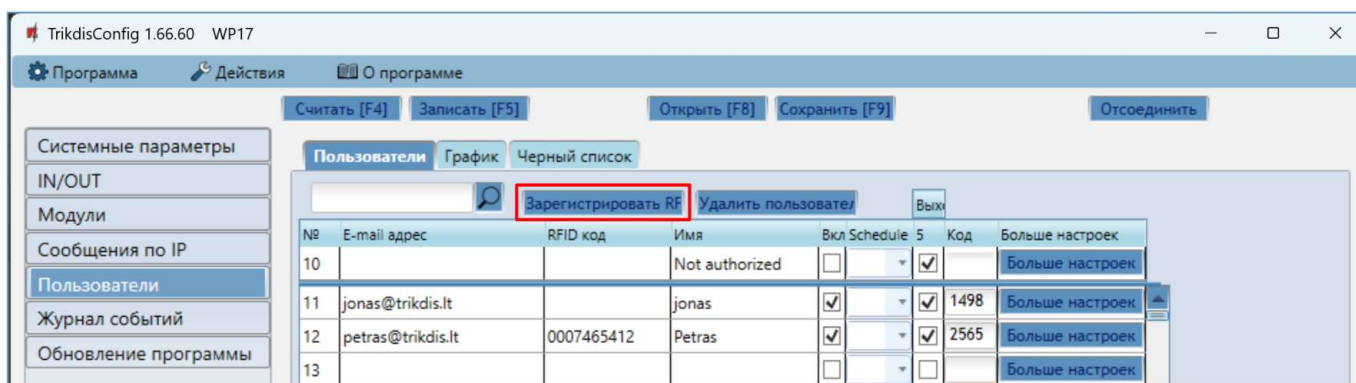 TrikdisConfig 1.66.60 WP17
Программа Действия О программе
Считать [F4] Записать [F5] Открыть [F8] Сохранить [F9] Отсоединить
Системные параметры
IN/OUT
Модули
Сообщения по IP
Пользователи
Журнал событий
Обновление программы
Пользователи График Черный список
Зарегистрировать RF Удалить пользовател Вых
№ E-mail адрес RFID код Имя Вкл Schedule 5 Код Больше настроек
10 Not authorized Больше настроек
11 jonas@trikdis.lt jonas 1498 Больше настроек
12 petras@trikdis.lt 0007465412 Petras 2565 Больше настроек
13 Больше настроек